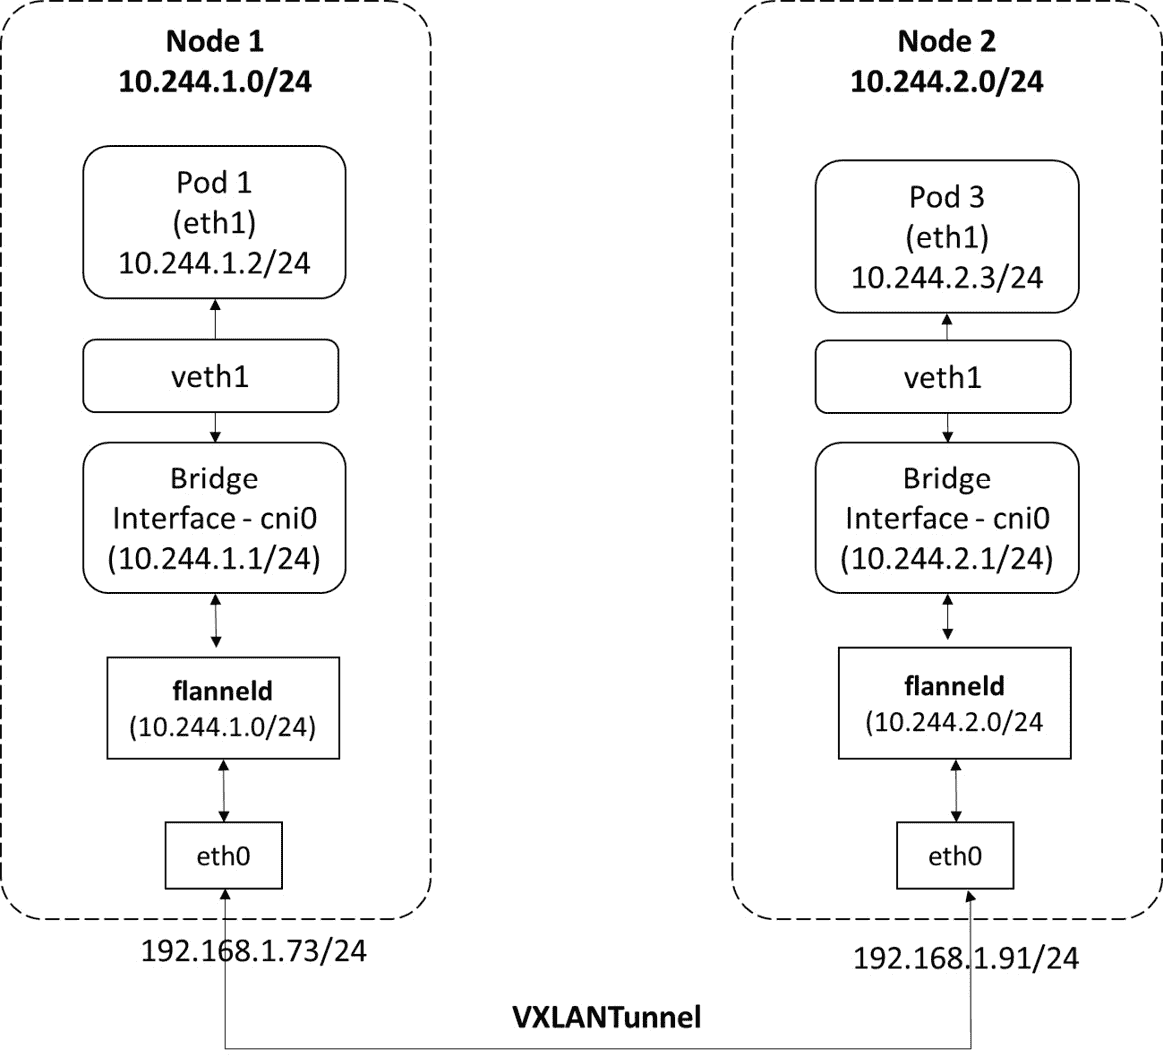 Node 1
10.244.1.0/24
Pod 1
(eth1)
10.244.1.2/24
veth1
Bridge
Interface - cni0
(10.244.1.1/24)
flanneld
(10.244.1.0/24)
eth0
192.168.1.73/24
Node 2
10.244.2.0/24
Pod 3
(eth1)
10.244.2.3/24
veth1
Bridge
Interface - cni0
(10.244.2.1/24)
flanneld
(10.244.2.0/24
eth0
192.168.1.91/24
VXLANTunnel